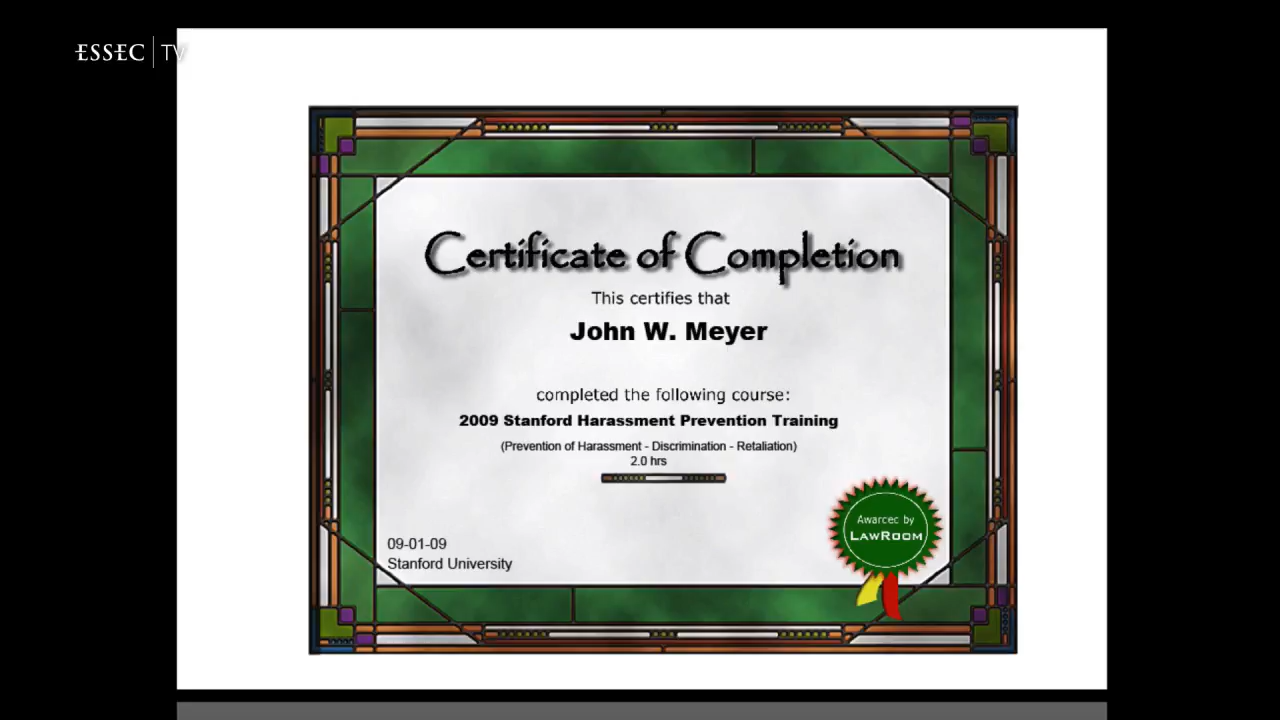 ESSEC | TV
Certificate of Completion
This certifies that
John W. Meyer
completed the following course:
2009 Stanford Harassment Prevention Training
(Prevention of Harassment - Discrimination - Retaliation)
2.0 hrs
Awarced by
LAWROOM
09-01-09
Stanford University